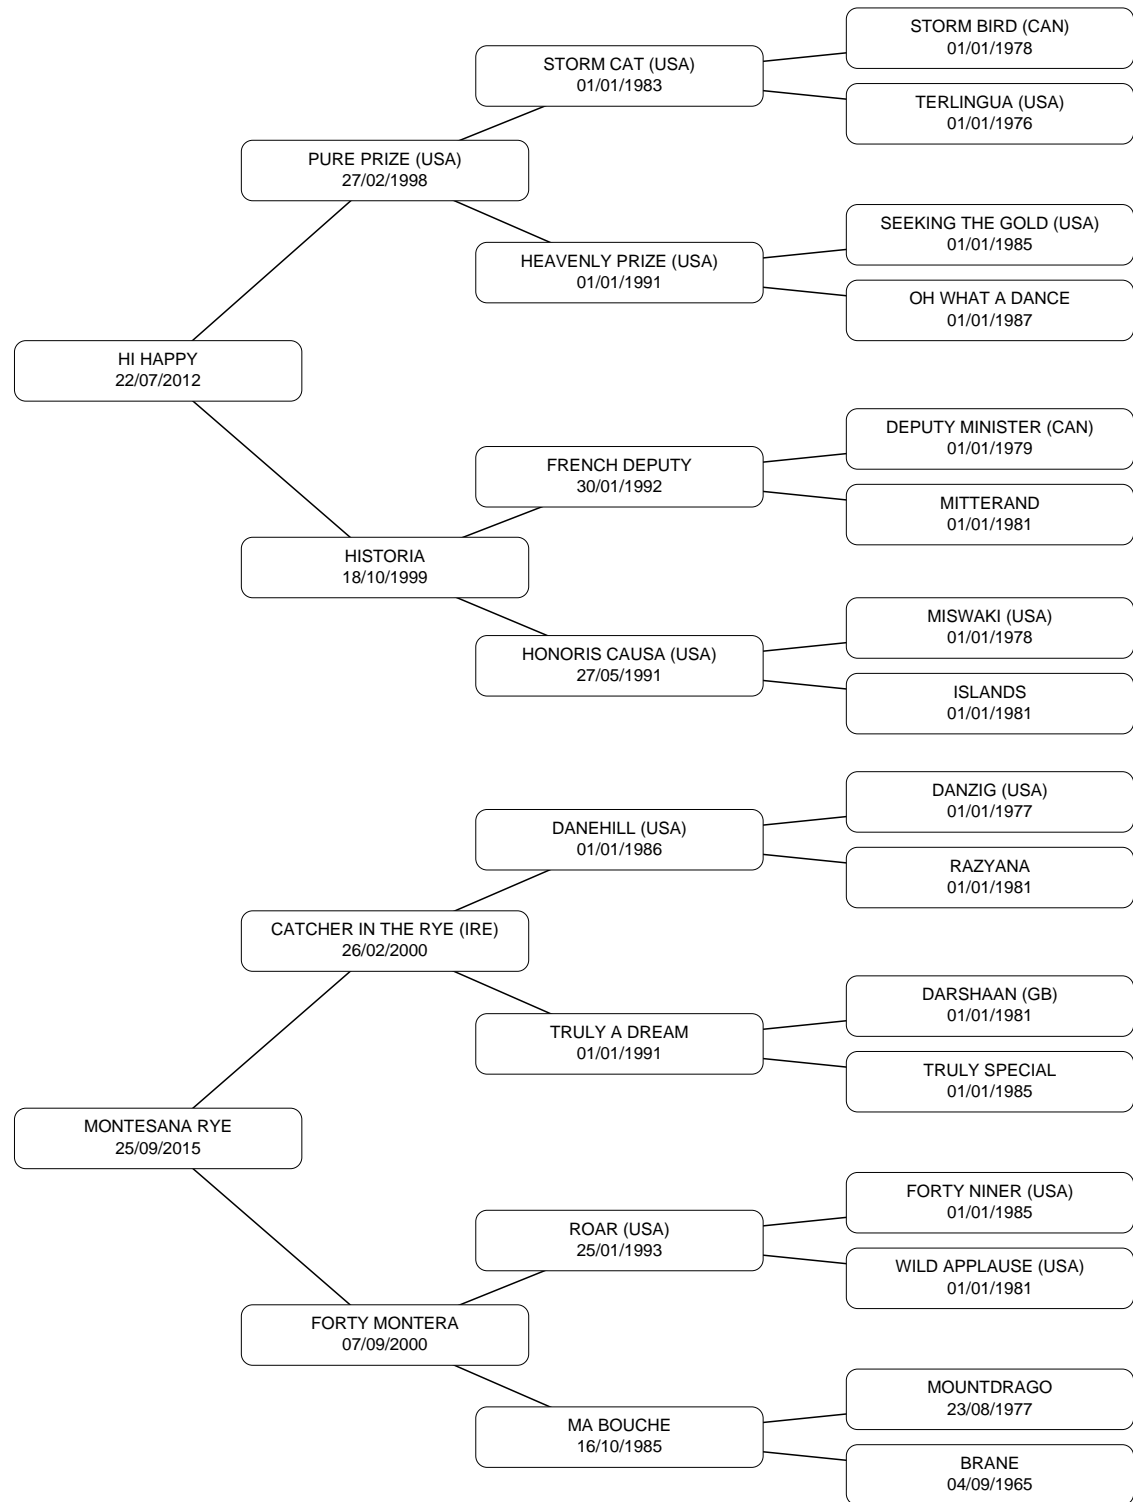 STORM BIRD (CAN)
01/01/1978
STORM CAT (USA)
01/01/1983
TERLINGUA (USA)
01/01/1976
PURE PRIZE (USA)
27/02/1998
SEEKING THE GOLD (USA)
01/01/1985
HEAVENLY PRIZE (USA)
01/01/1991
OH WHAT A DANCE
01/01/1987
HI HAPPY
22/07/2012
DEPUTY MINISTER (CAN)
01/01/1979
FRENCH DEPUTY
30/01/1992
MITTERAND
01/01/1981
HISTORIA
18/10/1999
MISWAKI (USA)
01/01/1978
HONORIS CAUSA (USA)
27/05/1991
ISLANDS
01/01/1981
DANZIG (USA)
01/01/1977
DANEHILL (USA)
01/01/1986
RAZYANA
01/01/1981
CATCHER IN THE RYE (IRE)
26/02/2000
DARSHAAN (GB)
01/01/1981
TRULY A DREAM
01/01/1991
TRULY SPECIAL
01/01/1985
MONTESANA RYE
25/09/2015
FORTY NINER (USA)
01/01/1985
ROAR (USA)
25/01/1993
WILD APPLAUSE (USA)
01/01/1981
FORTY MONTERA
07/09/2000
MOUNTDRAGO
23/08/1977
MA BOUCHE
16/10/1985
BRANE
04/09/1965